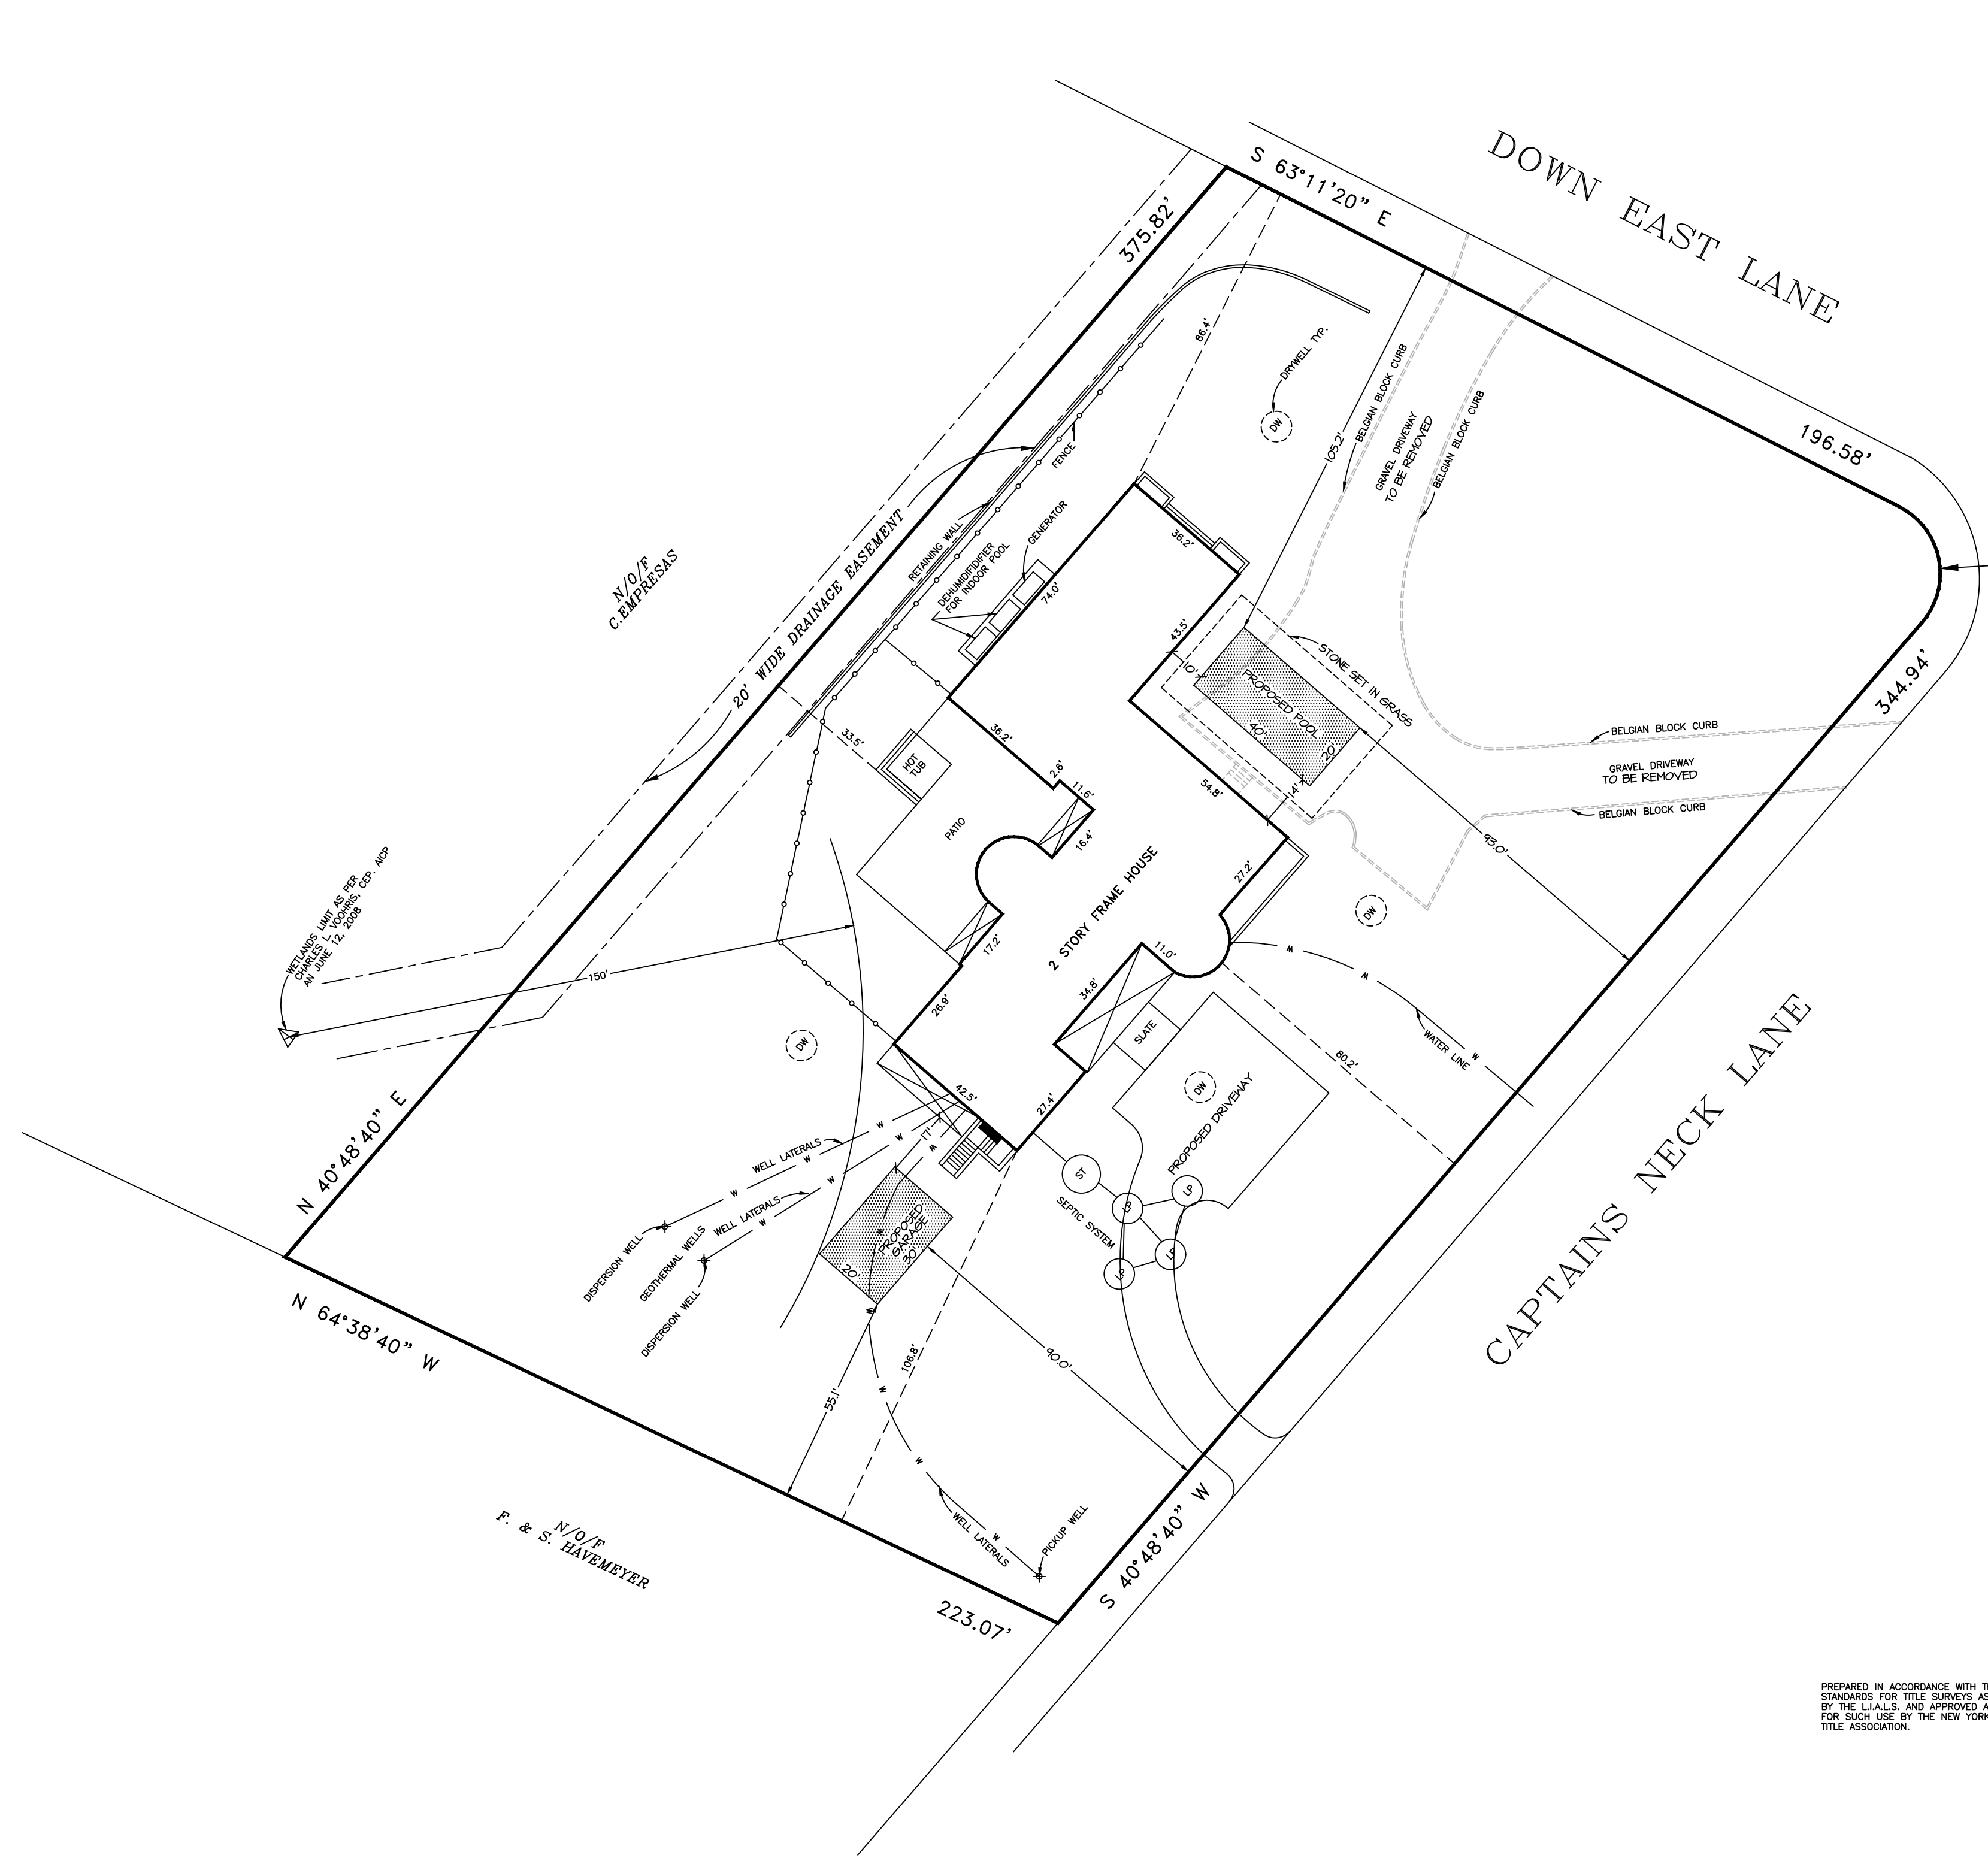 DOWN EAST LANE
S 63°11'20" E
375.82'
86.4'
DRYWELL TYP.
DW
105.2'
BELGIAN BLOCK CURB
GRAVEL DRIVEWAY
TO BE REMOVED
BELGIAN BLOCK CURB
196.58'
FENCE
RETAINING WALL
GENERATOR
DEHUMIDIFIDIFIER
FOR INDOOR POOL
36.2'
74.0'
43.5'
10'
N/O/F
C.EMPRESAS
20' WIDE DRAINAGE EASEMENT
STONE SET IN GRASS
PROPOSED POOL
40'
20'
14'
344.94'
BELGIAN BLOCK CURB
GRAVEL DRIVEWAY
TO BE REMOVED
BELGIAN BLOCK CURB
33.5'
HOT
TUB
36.2'
2.6'
11.6'
16.4'
54.8'
PATIO
93.0'
27.2'
2 STORY FRAME HOUSE
DW
WETLANDS LIMIT AS PER
CHARLES L. VOOHRIS, CEP. AICP
AN JUNE 12, 2008
150'
17.2'
26.9'
11.0'
34.8'
SLATE
W
W
W
WATER LINE
80.2'
DW
DW
PROPOSED DRIVEWAY
42.5'
27.4'
17'
N 40°48'40" E
WELL LATERALS
W
W
W
WELL LATERALS
W
W
W
W
DISPERSION WELL
GEOTHERMAL WELLS
DISPERSION WELL
ST
LP
LP
LP
LP
SEPTIC SYSTEM
PROPOSED
GARAGE
30'
20'
W
W
N 64°38'40" W
55.1'
106.8'
90.0'
W
W
W
WELL LATERALS
PICKUP WELL
CAPTAINS NECK LANE
S 40°48'40" W
N/O/F
F. & S. HAVEMEYER
223.07'
PREPARED IN ACCORDANCE WITH
STANDARDS FOR TITLE SURVEYS AS
BY THE L.I.A.L.S. AND APPROVED
FOR SUCH USE BY THE NEW YORK
TITLE ASSOCIATION.